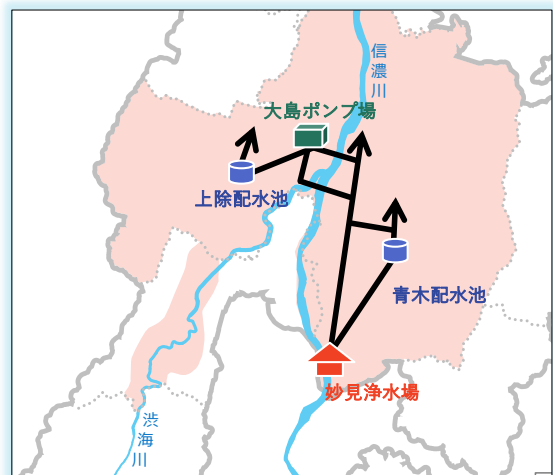 信濃川
大島ポンプ場
上除配水池
青木配水池
妙見浄水場
渋海川